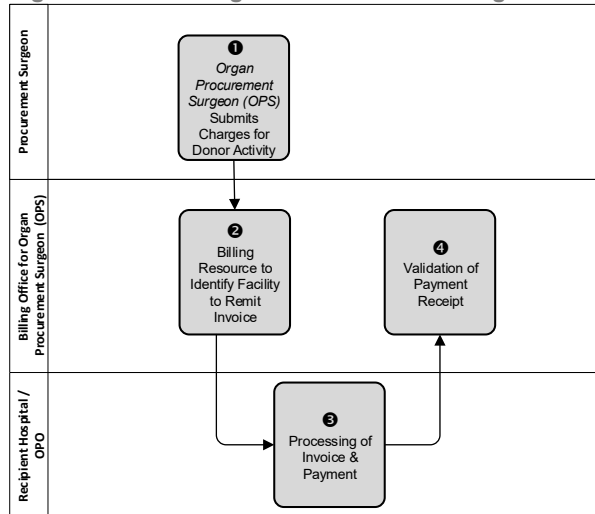 Procurement Surgeon
❶
Organ
Procurement
Surgeon (OPS)
Submits
Charges for
Donor Activity
Billing Office for Organ
Procurement Surgeon (OPS)
❷
Billing
Resource to
Identify Facility
to Remit
Invoice
❹
Validation of
Payment
Receipt
Recipient Hospital /
OPO
❸
Processing of
Invoice &
Payment